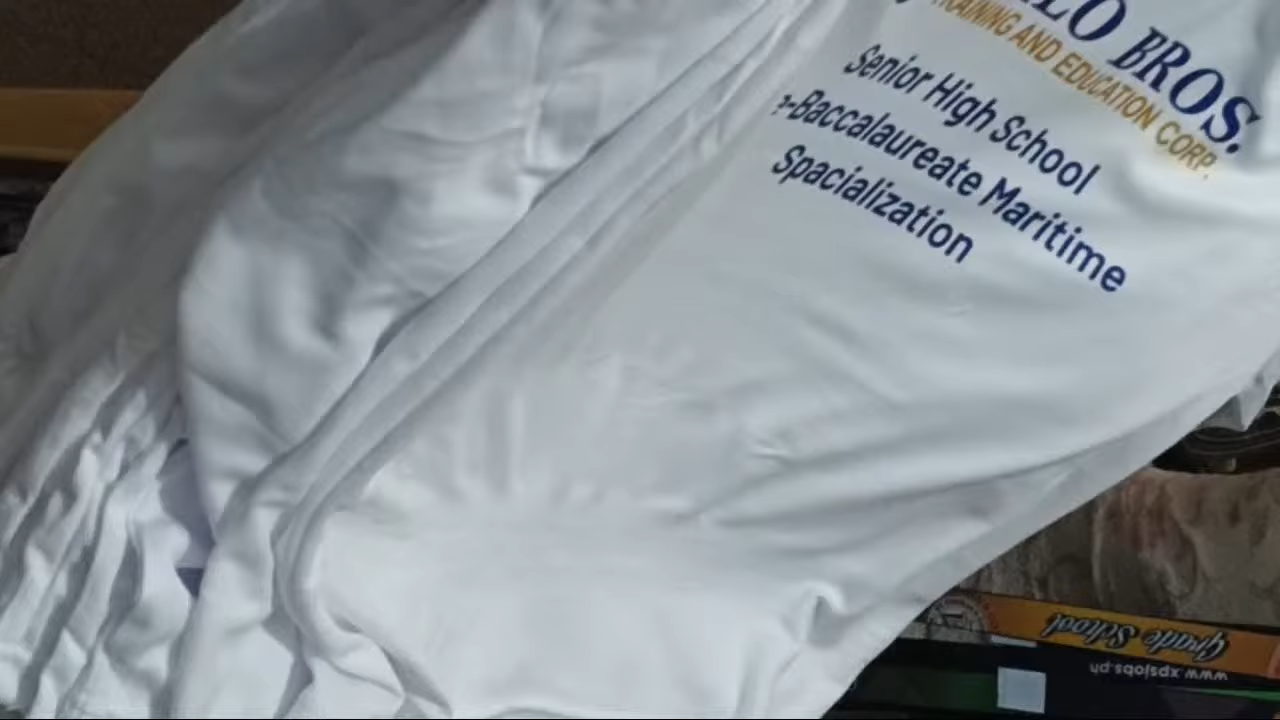 BROS.
TRAINING AND EDUCATION CORP.
Senior High School
-Baccalaureate Maritime
Spacialization
Grade School
www.xpsjobs.ph